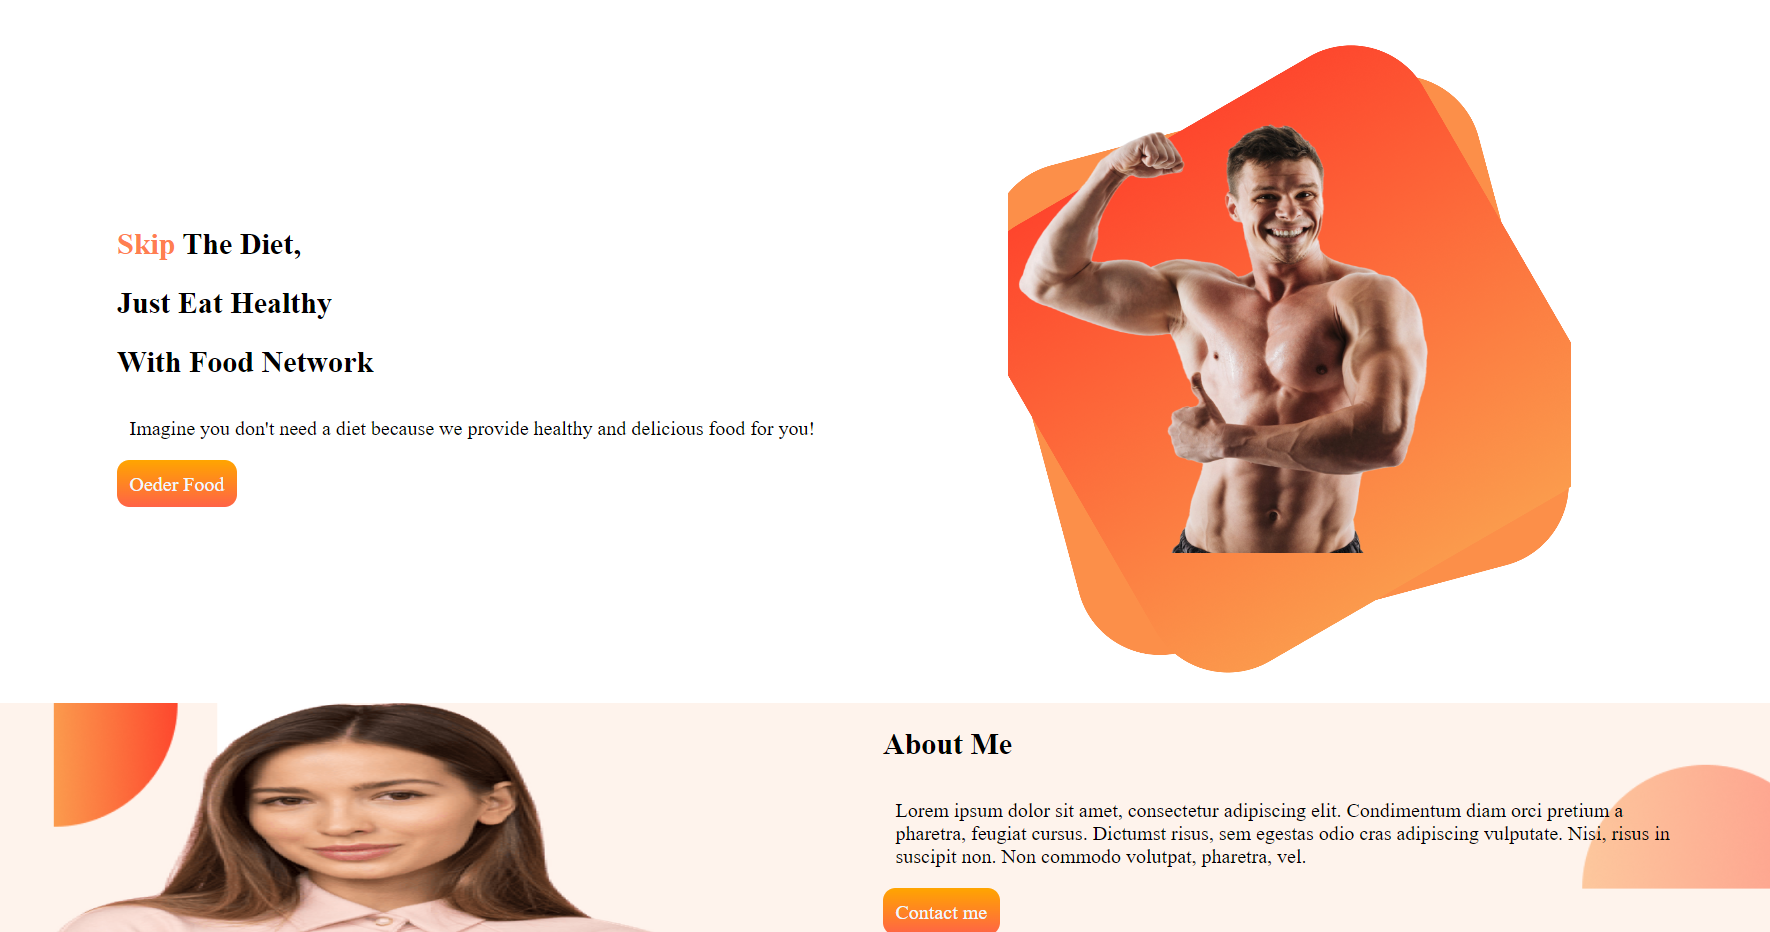 Skip The Diet,
Just Eat Healthy
With Food Network
Imagine you don't need a diet because we provide healthy and delicious food for you!
Oeder Food
About Me
Lorem ipsum dolor sit amet, consectetur adipiscing elit. Condimentum diam orci pretium a
pharetra, feugiat cursus. Dictumst risus, sem egestas odio cras adipiscing vulputate. Nisi, risus in
suscipit non. Non commodo volutpat, pharetra, vel.
Contact me